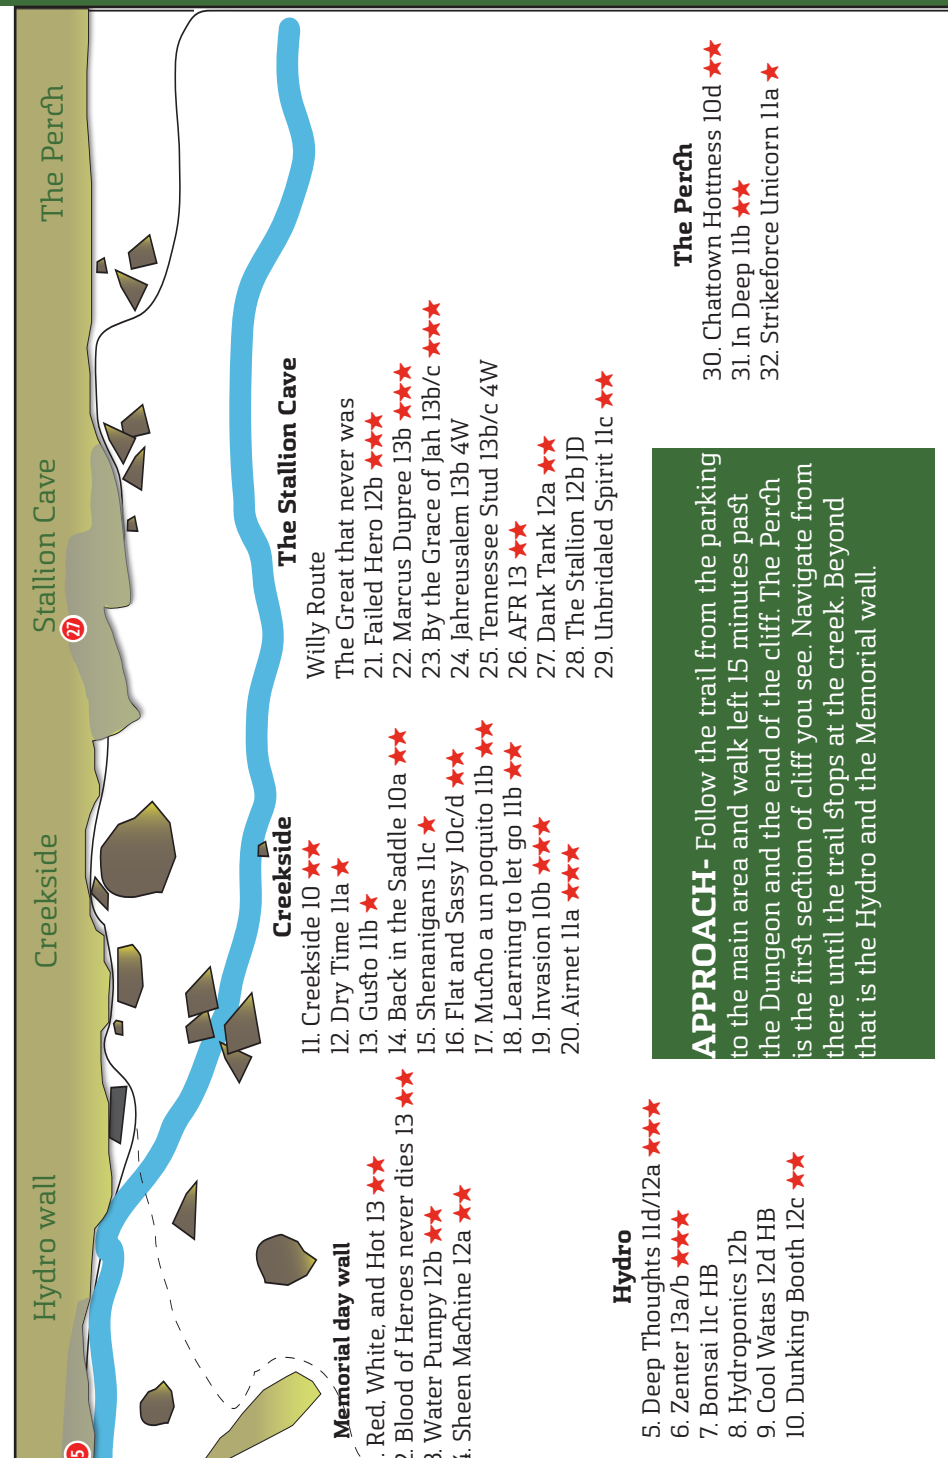 Hydro wall
Creekside
Stallion Cave
The Perch
5
27
Memorial day wall
. Red, White, and Hot 13 ★★
2. Blood of Heroes never dies 13 ★★
3. Water Pumpy 12b ★★
4. Sheen Machine 12a ★★
Hydro
5. Deep Thoughts 11d/12a ★★★
6. Zenter 13a/b ★★★
7. Bonsai 11c HB
8. Hydroponics 12b
9. Cool Watas 12d HB
10. Dunking Booth 12c ★★
Creekside
11. Creekside 10 ★★
12. Dry Time 11a ★
13. Gusto 11b ★
14. Back in the Saddle 10a ★★
15. Shenanigans 11c ★
16. Flat and Sassy 10c/d ★★
17. Mucho a un poquito 11b ★★
18. Learning to let go 11b ★★
19. Invasion 10b ★★★
20. Airnet 11a ★★★
The Stallion Cave
Willy Route
The Great that never was
21. Failed Hero 12b ★★★
22. Marcus Dupree 13b ★★★
23. By the Grace of Jah 13b/c ★★★
24. Jahreusalem 13b 4W
25. Tennessee Stud 13b/c 4W
26. AFR 13 ★★
27. Dank Tank 12a ★★
28. The Stallion 12b JD
29. Unbridaled Spirit 11c ★★
The Perch
30. Chattown Hottness 10d ★★
31. In Deep 11b ★★
32. Strikeforce Unicorn 11a ★
APPROACH- Follow the trail from the parking
to the main area and walk left 15 minutes past
the Dungeon and the end of the cliff. The Perch
is the first section of cliff you see. Navigate from
there until the trail stops at the creek. Beyond
that is the Hydro and the Memorial wall.